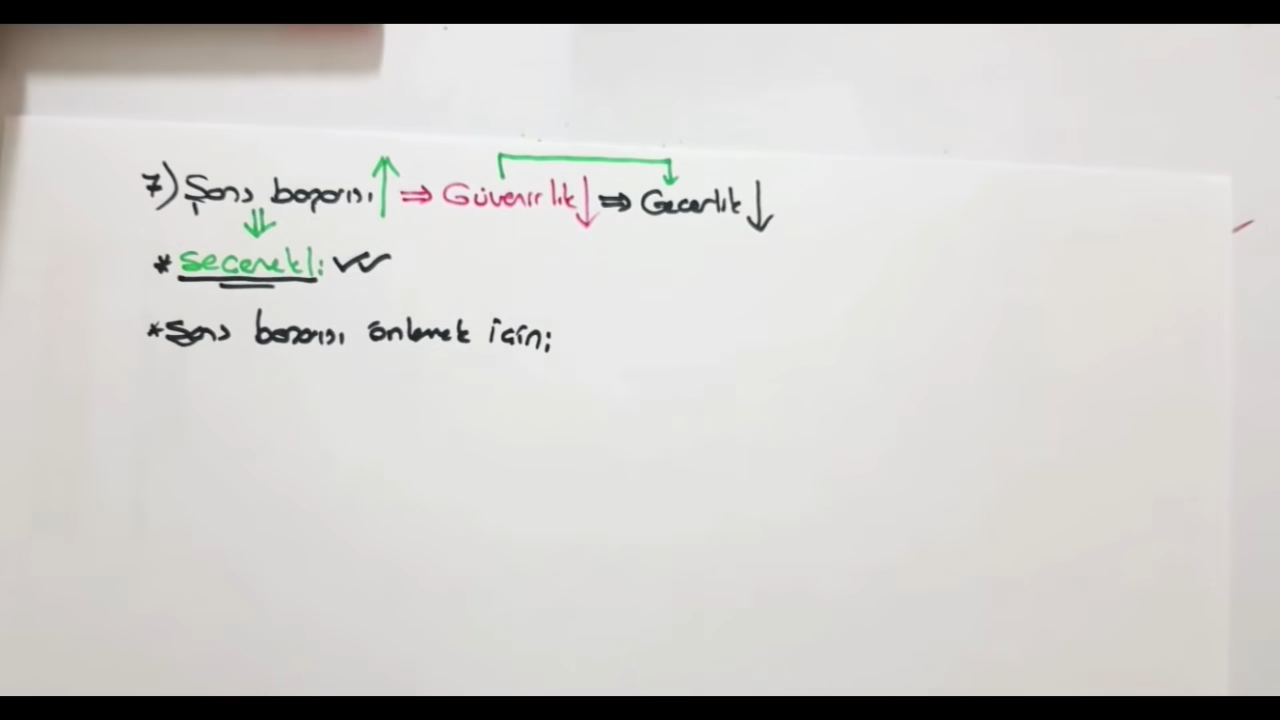 7) Şans başarısı ↑ ⇒ Güvenirlik ↓ ⇒ Geçerlik ↓
* Seçenekli: ✓✓
* Şans başarısı önlemek için;